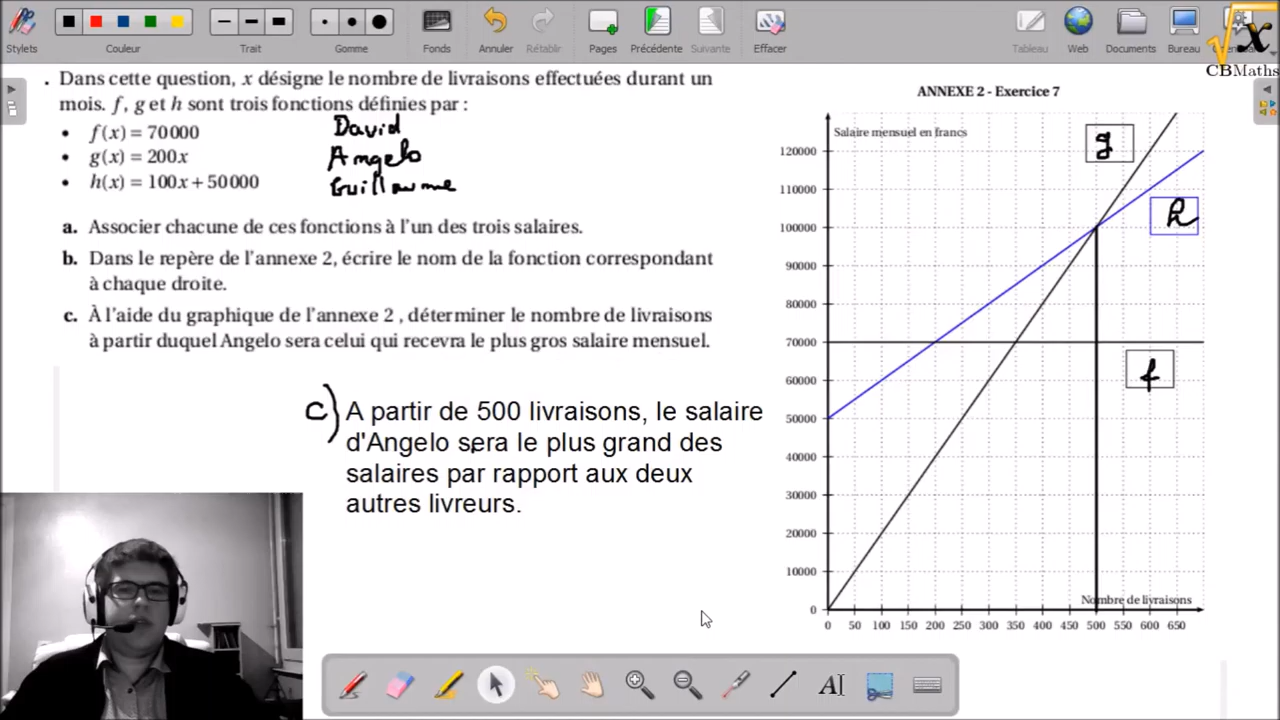 Stylets Couleur Trait Gomme Fonds Annuler Rétablir Pages Précédente Suivante Effacer Tableau Web Documents Bureau
CBMaths
. Dans cette question, x désigne le nombre de livraisons effectuées durant un
mois. f, g et h sont trois fonctions définies par :
• f(x) = 70000 David
• g(x) = 200x Angelo
• h(x) = 100x + 50000 Guillaume
a. Associer chacune de ces fonctions à l'un des trois salaires.
b. Dans le repère de l'annexe 2, écrire le nom de la fonction correspondant
à chaque droite.
c. À l'aide du graphique de l'annexe 2 , déterminer le nombre de livraisons
à partir duquel Angelo sera celui qui recevra le plus gros salaire mensuel.
c) A partir de 500 livraisons, le salaire
d'Angelo sera le plus grand des
salaires par rapport aux deux
autres livreurs.
ANNEXE 2 - Exercice 7
Salaire mensuel en francs
g
120000
110000
h
100000
90000
80000
70000
f
60000
50000
40000
30000
20000
10000
0
Nombre de livraisons
0 50 100 150 200 250 300 350 400 450 500 550 600 650
AI